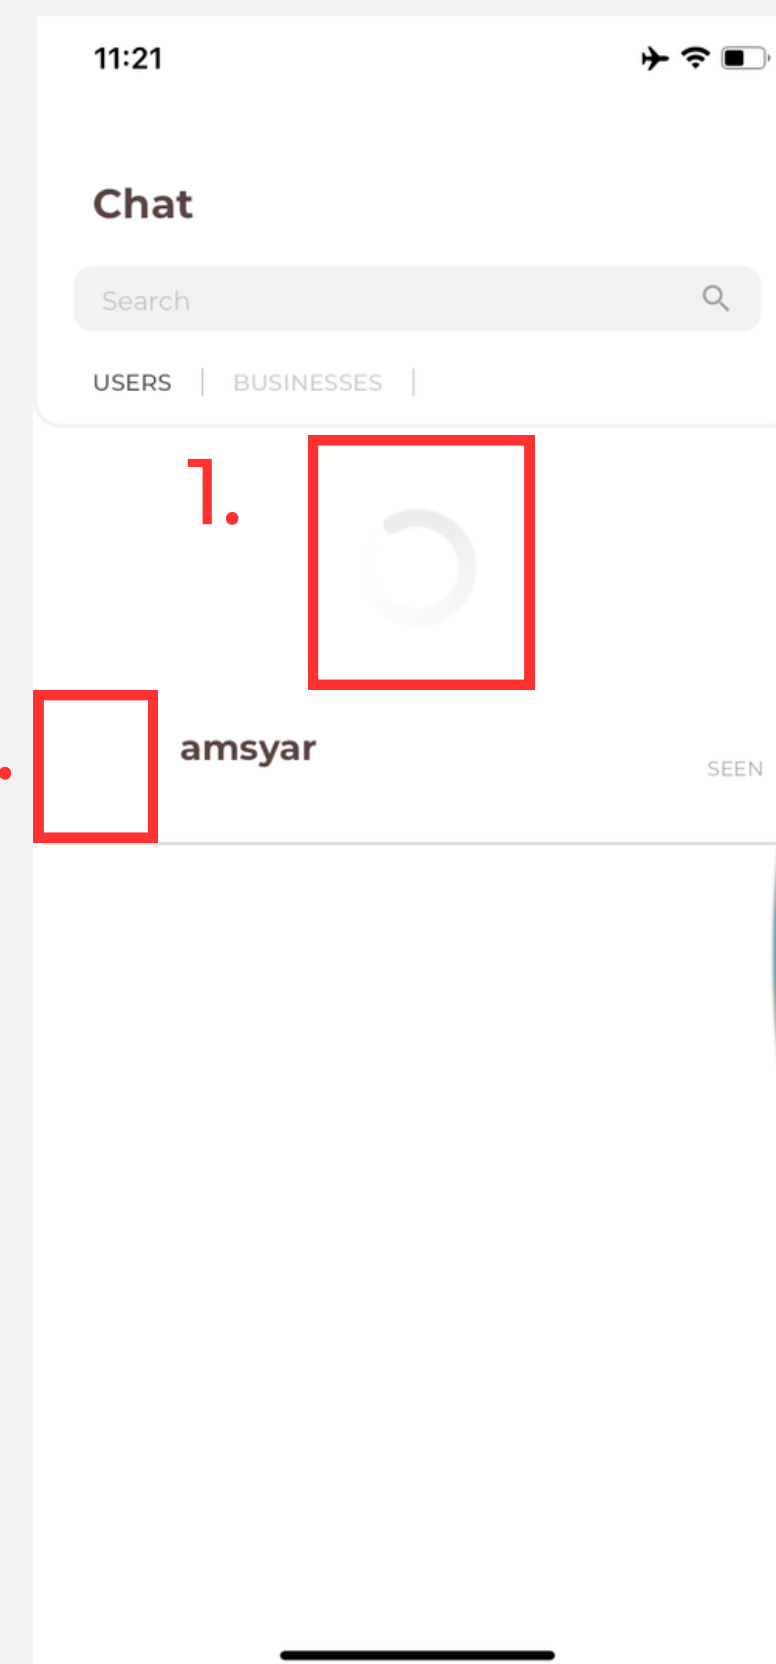 11:21
Chat
Search
USERS | BUSINESSES |
1.
amsyar
SEEN